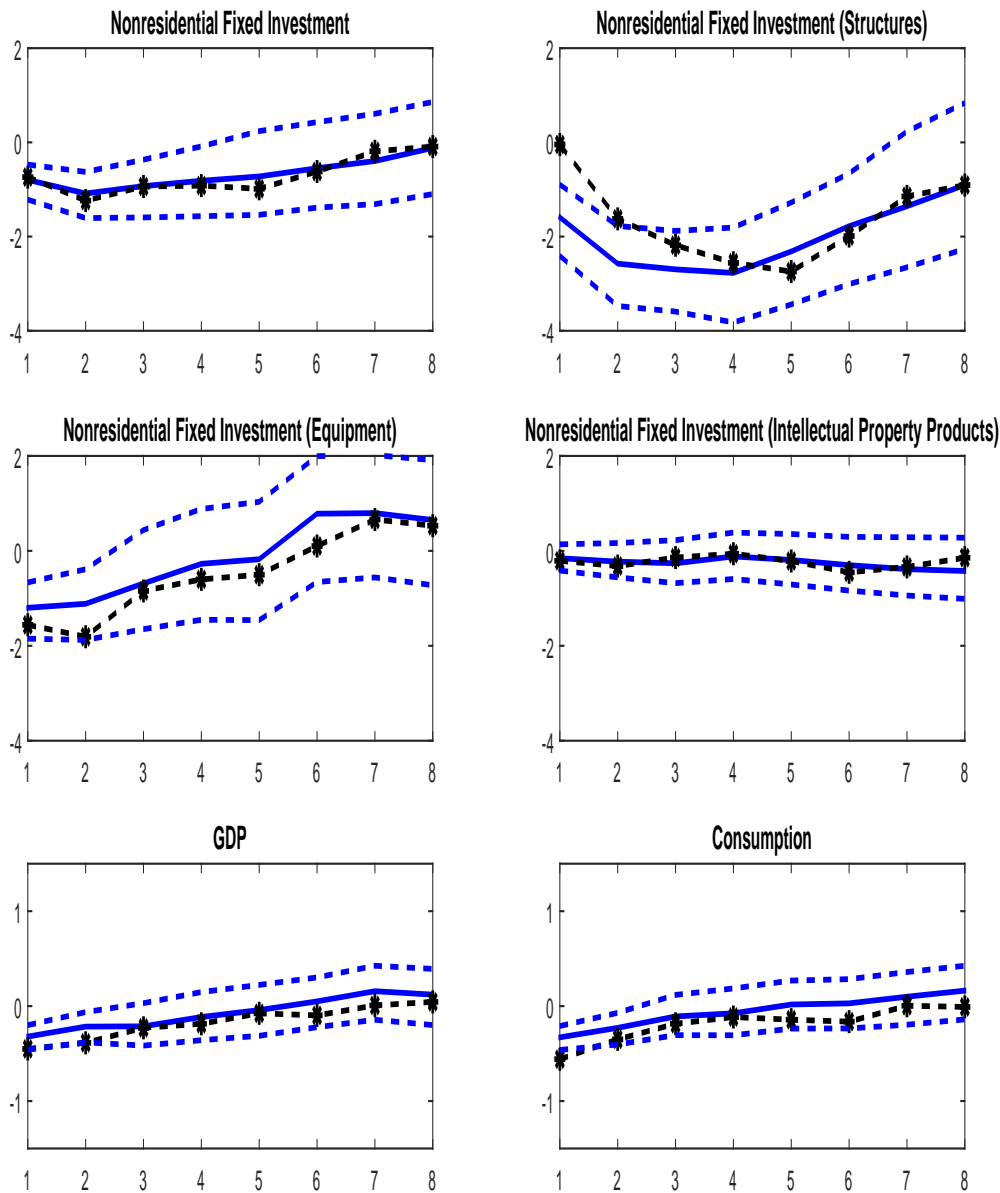 Nonresidential Fixed Investment
2
0
-2
-4
1 2 3 4 5 6 7 8
Nonresidential Fixed Investment (Structures)
2
0
-2
-4
1 2 3 4 5 6 7 8
Nonresidential Fixed Investment (Equipment)
2
0
-2
-4
1 2 3 4 5 6 7 8
Nonresidential Fixed Investment (Intellectual Property Products)
2
0
-2
-4
1 2 3 4 5 6 7 8
GDP
1
0
-1
1 2 3 4 5 6 7 8
Consumption
1
0
-1
1 2 3 4 5 6 7 8